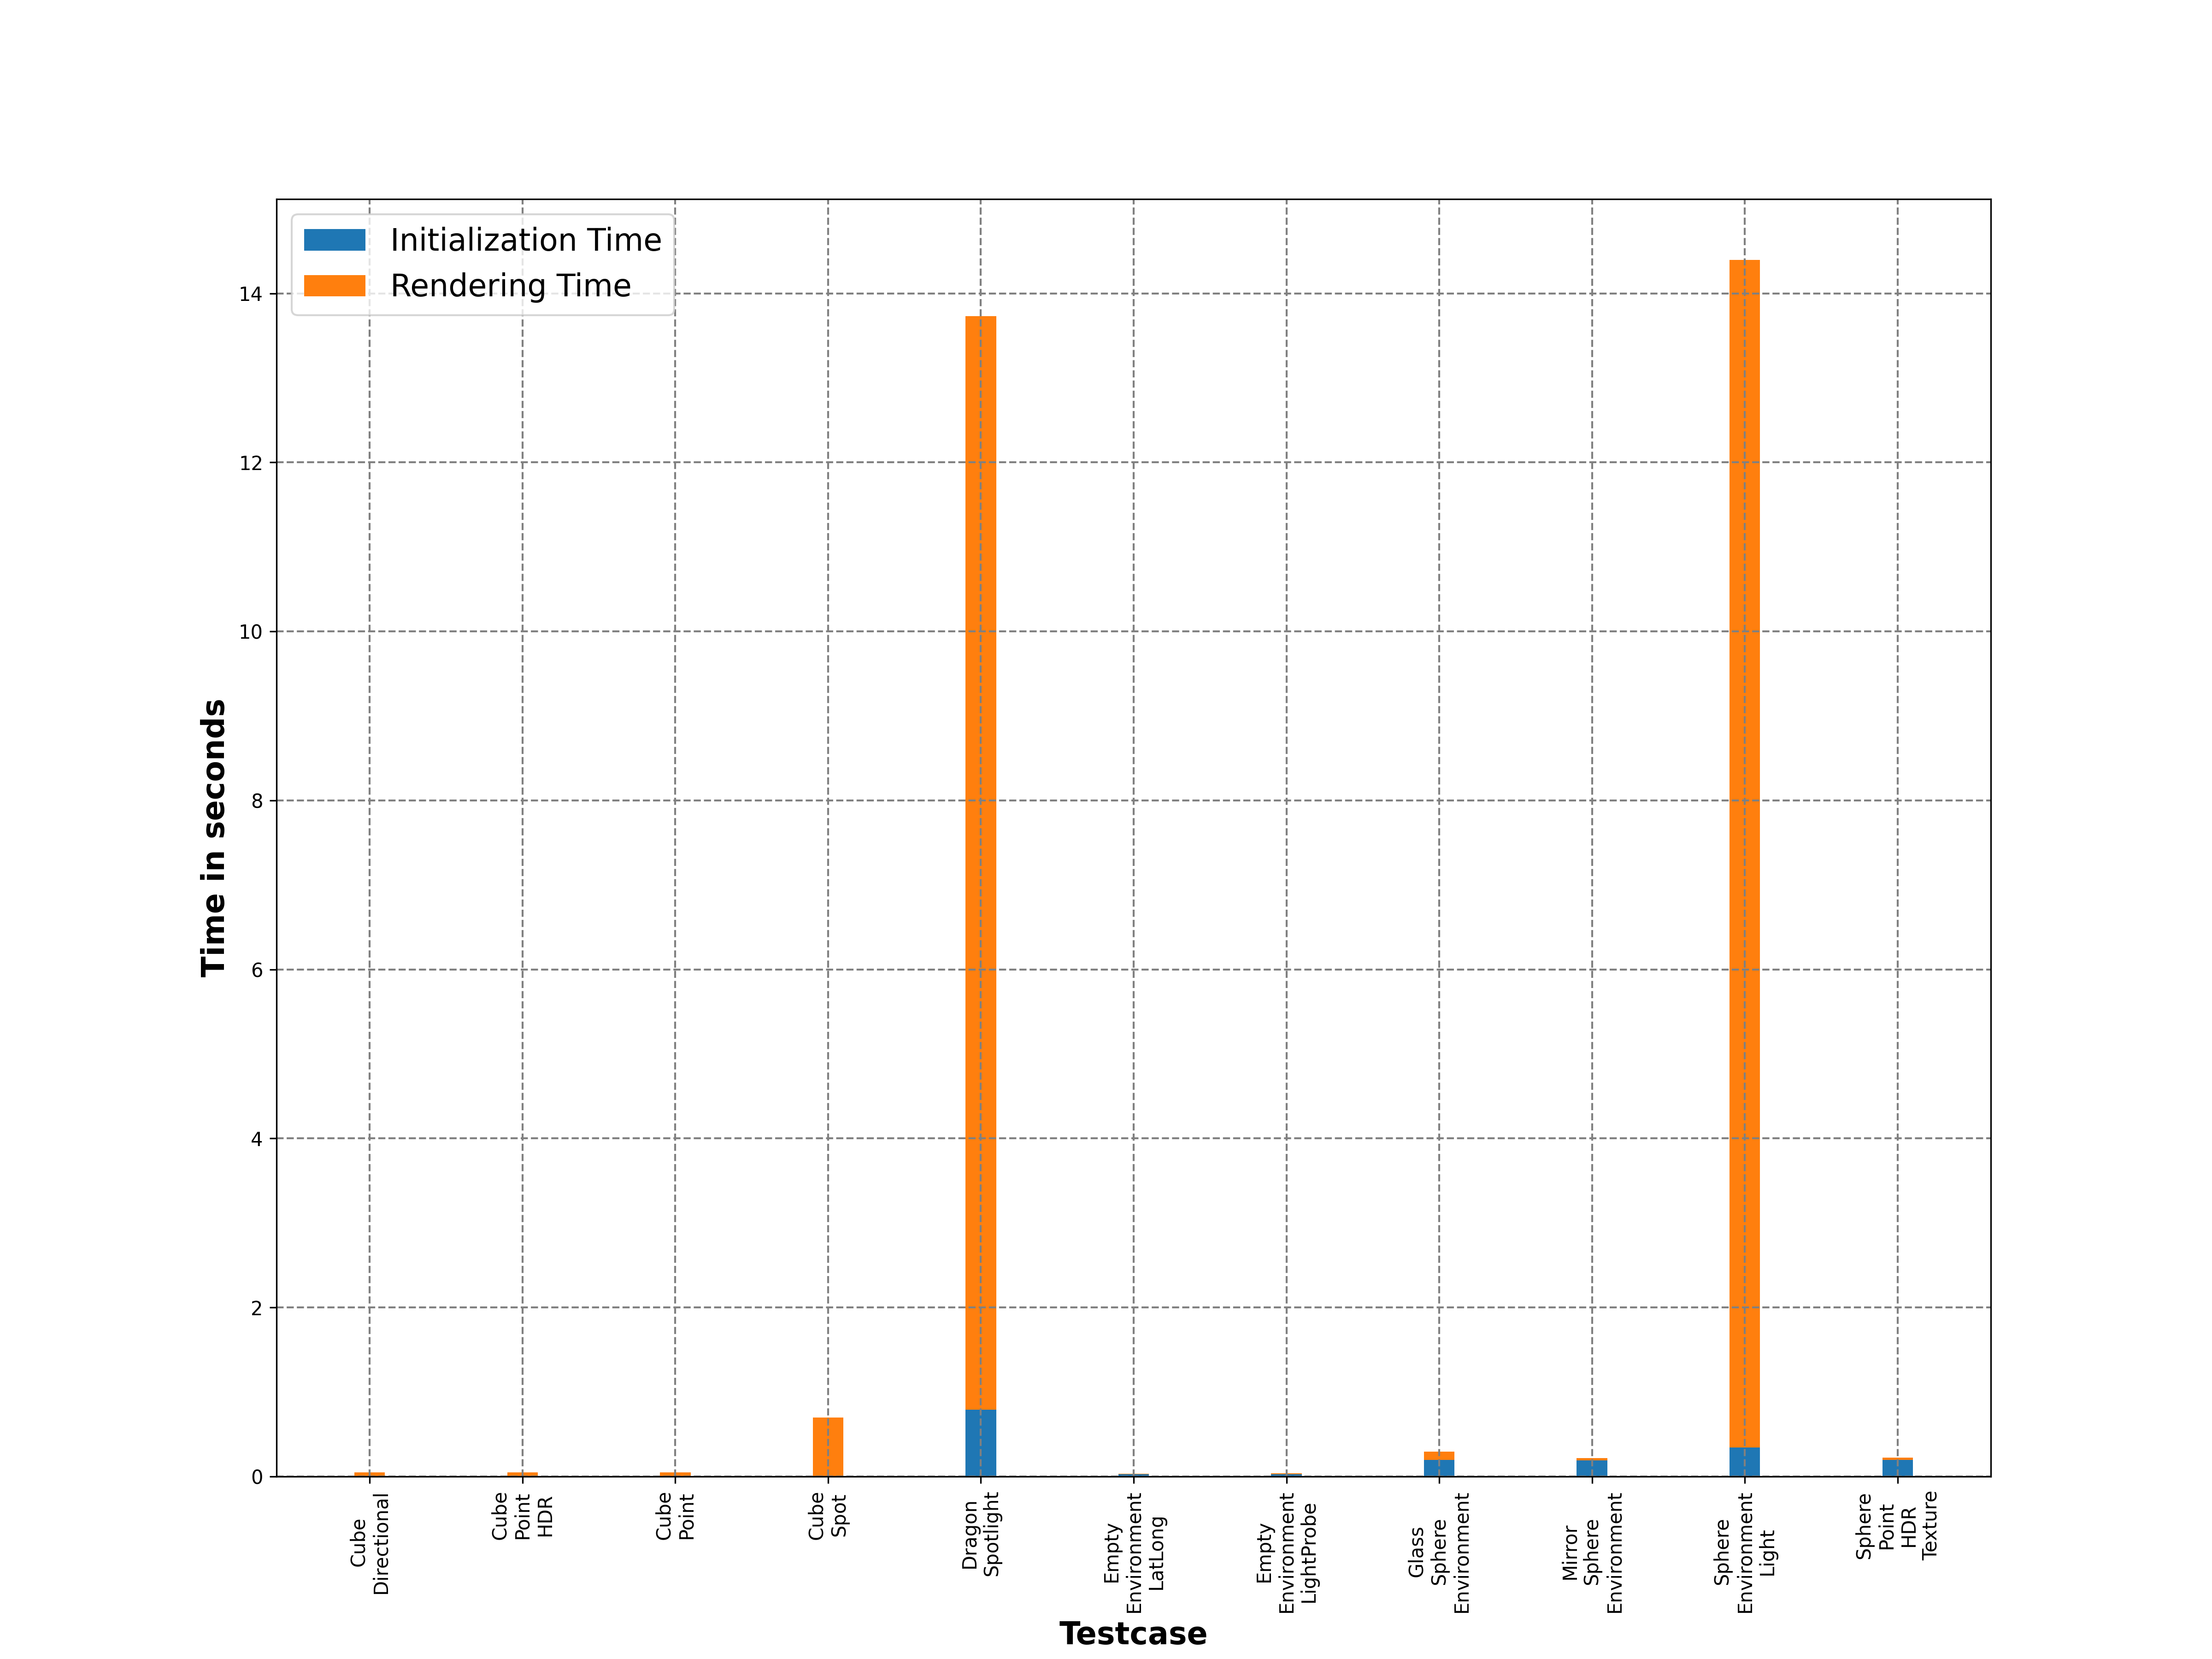 Initialization Time
Rendering Time
14
12
10
8
6
4
2
0
Time in seconds
Cube
Directional
Cube
Point
HDR
Cube
Point
Cube
Spot
Dragon
Spotlight
Empty
Environment
LatLong
Empty
Environment
LightProbe
Glass
Sphere
Environment
Mirror
Sphere
Environment
Sphere
Environment
Light
Sphere
Point
HDR
Texture
Testcase